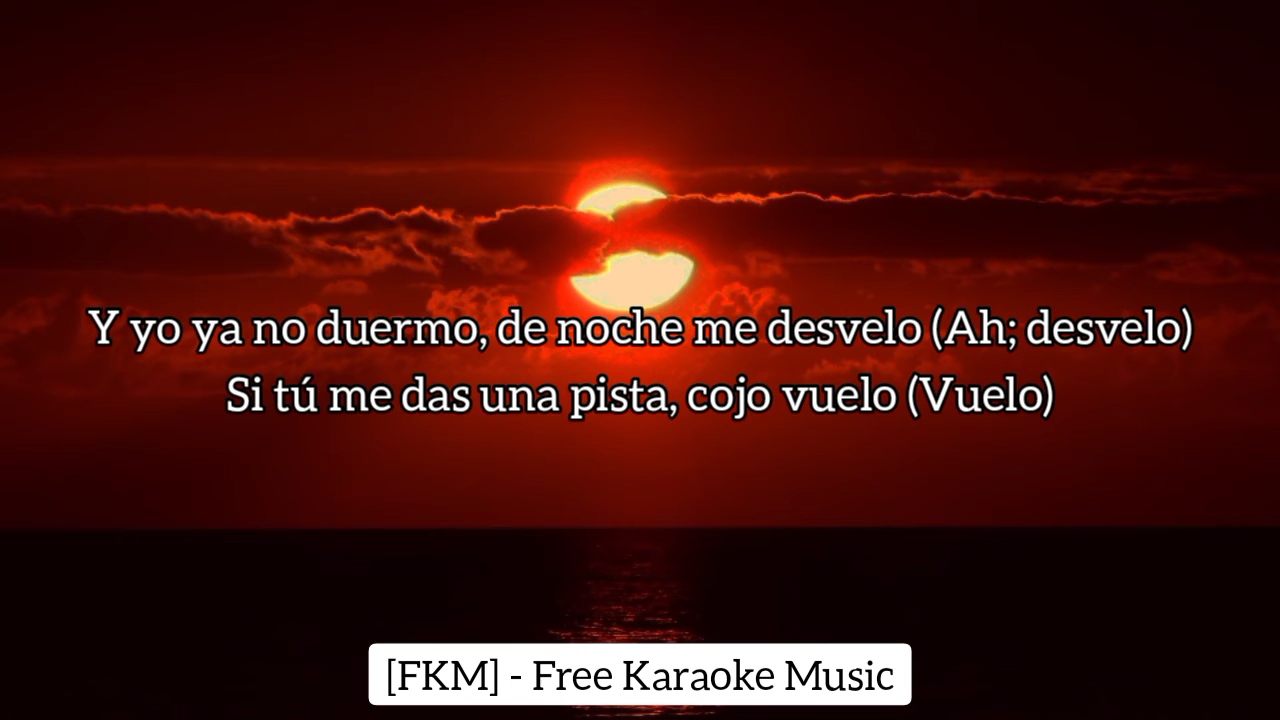 Y yo ya no duermo, de noche me desvelo (Ah; desvelo)
Si tú me das una pista, cojo vuelo (Vuelo)
[FKM] - Free Karaoke Music